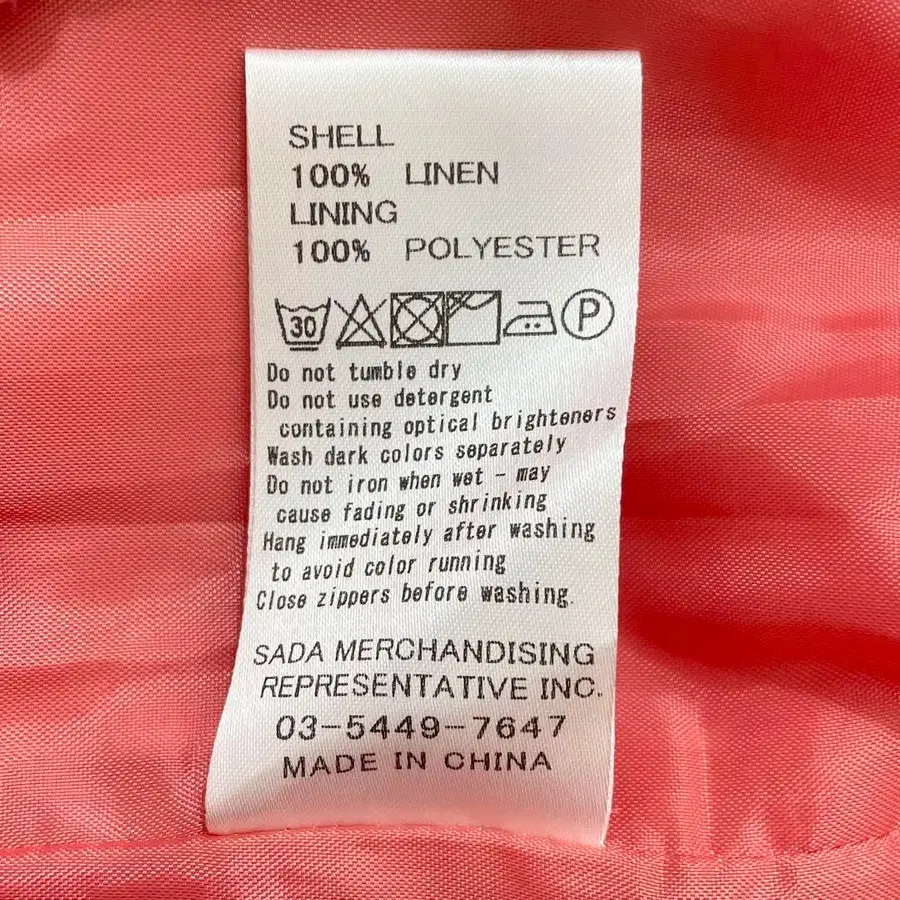 SHELL
100% LINEN
LINING
100% POLYESTER
30 P
Do not tumble dry
Do not use detergent
containing optical brighteners
Wash dark colors separately
Do not iron when wet - may
cause fading or shrinking
Hang immediately after washing
to avoid color running
Close zippers before washing.
SADA MERCHANDISING
REPRESENTATIVE INC.
03-5449-7647
MADE IN CHINA